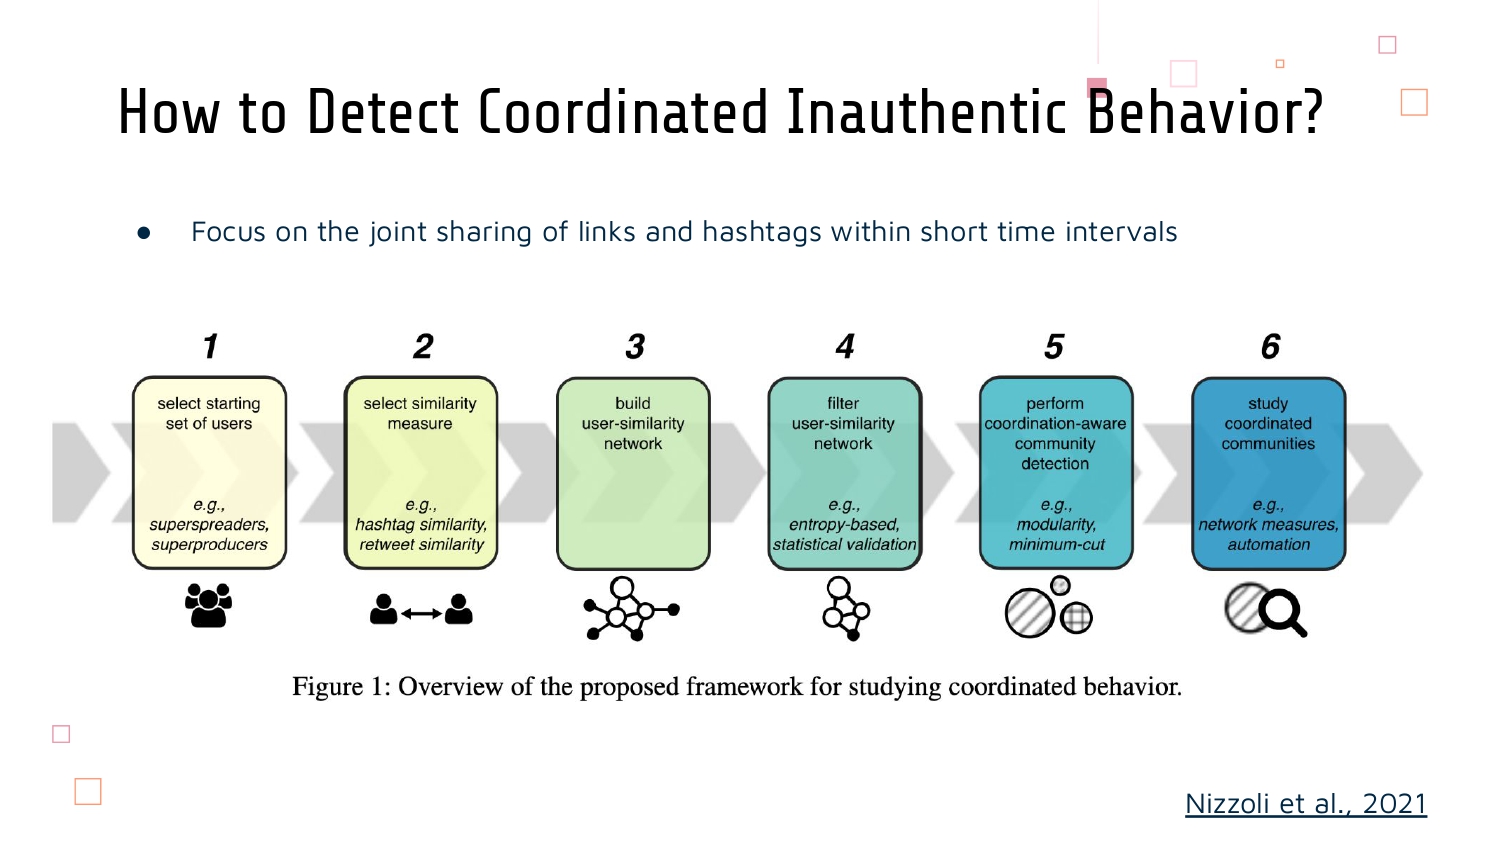 How to Detect Coordinated Inauthentic Behavior?
● Focus on the joint sharing of links and hashtags within short time intervals
1
select starting
set of users
e.g.,
superspreaders,
superproducers
2
select similarity
measure
e.g.,
hashtag similarity,
retweet similarity
3
build
user-similarity
network
4
filter
user-similarity
network
e.g.,
entropy-based,
statistical validation
5
perform
coordination-aware
community
detection
e.g.,
modularity,
minimum-cut
6
study
coordinated
communities
e.g.,
network measures,
automation
Figure 1: Overview of the proposed framework for studying coordinated behavior.
Nizzoli et al., 2021